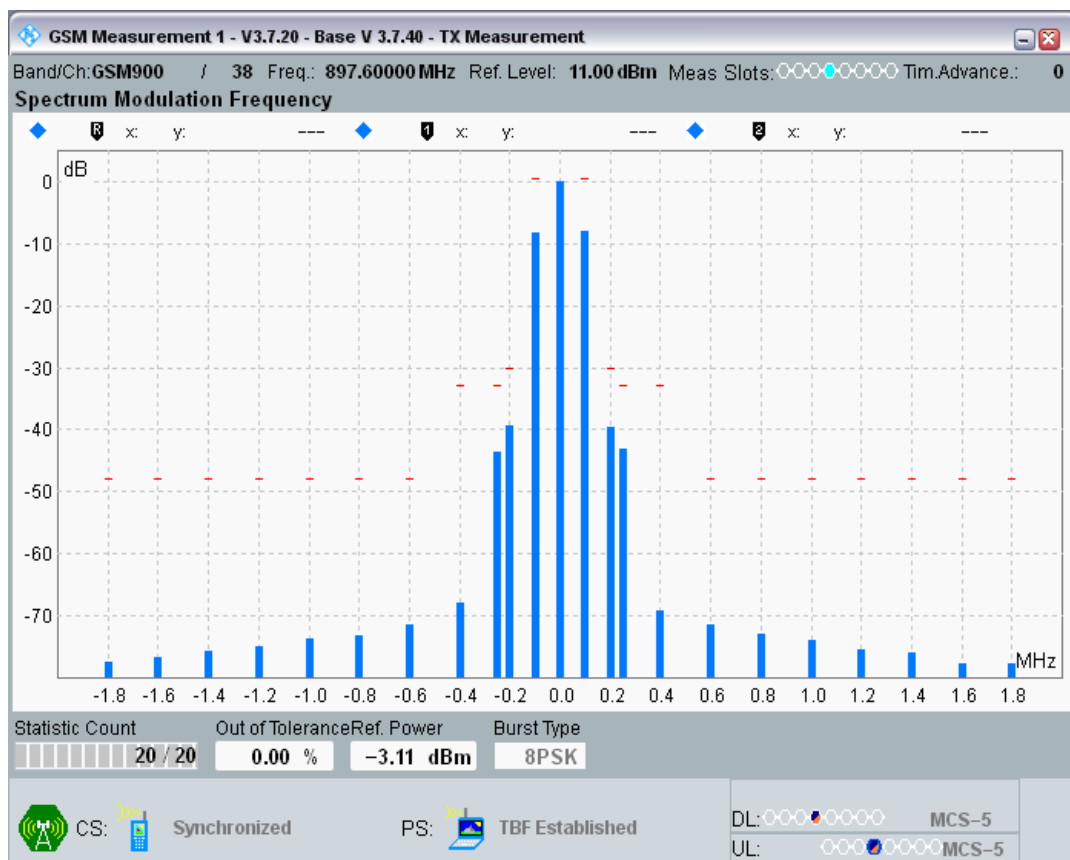 GSM Measurement 1 - V3.7.20 - Base V 3.7.40 - TX Measurement
Band/Ch:GSM900 / 38 Freq.: 897.60000 MHz Ref. Level: 11.00 dBm Meas Slots: Tim.Advance.: 0
Spectrum Modulation Frequency
R x: y: --- 1 x: y: --- 2 x: y: ---
dB
0
-10
-20
-30
-40
-50
-60
-70
MHz
-1.8 -1.6 -1.4 -1.2 -1.0 -0.8 -0.6 -0.4 -0.2 0.0 0.2 0.4 0.6 0.8 1.0 1.2 1.4 1.6 1.8
Statistic Count Out of Tolerance Ref. Power Burst Type
20 / 20 0.00 % −3.11 dBm 8PSK
CS: Synchronized PS: TBF Established DL: MCS−5
UL: MCS−5